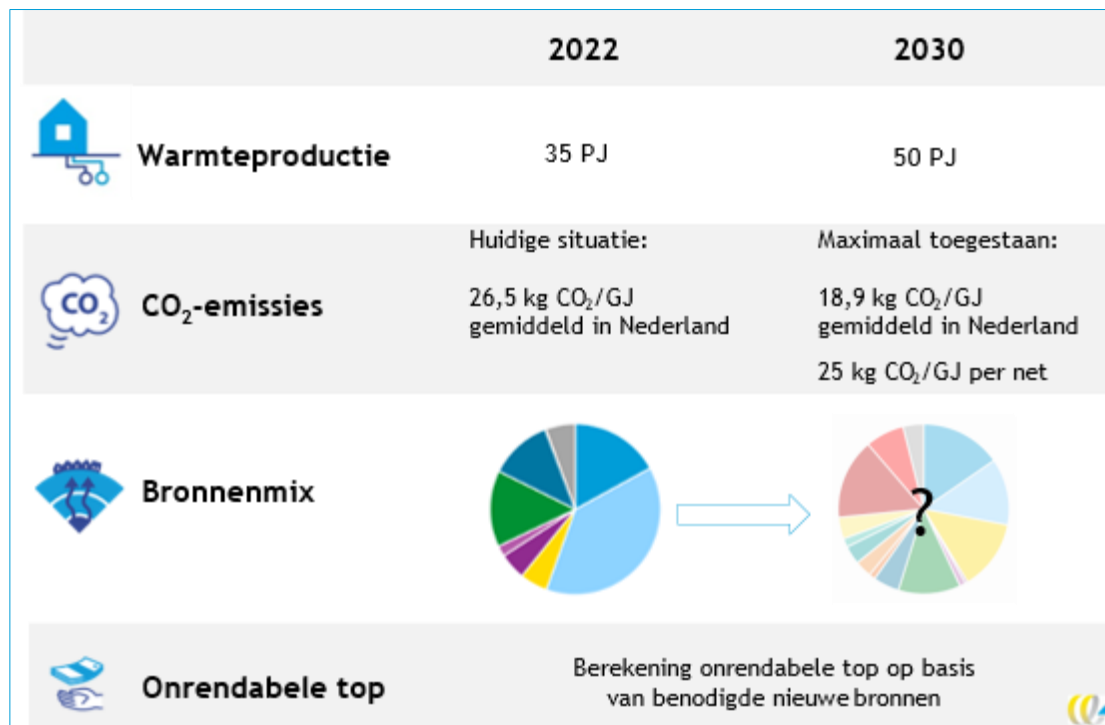 2022 2030
Warmteproductie 35 PJ 50 PJ
Huidige situatie: Maximaal toegestaan:
CO₂-emissies
CO₂
26,5 kg CO₂/GJ
gemiddeld in Nederland
18,9 kg CO₂/GJ
gemiddeld in Nederland
25 kg CO₂/GJ per net
Bronnenmix
?
Onrendabele top
Berekening onrendabele top op basis
van benodigde nieuwe bronnen